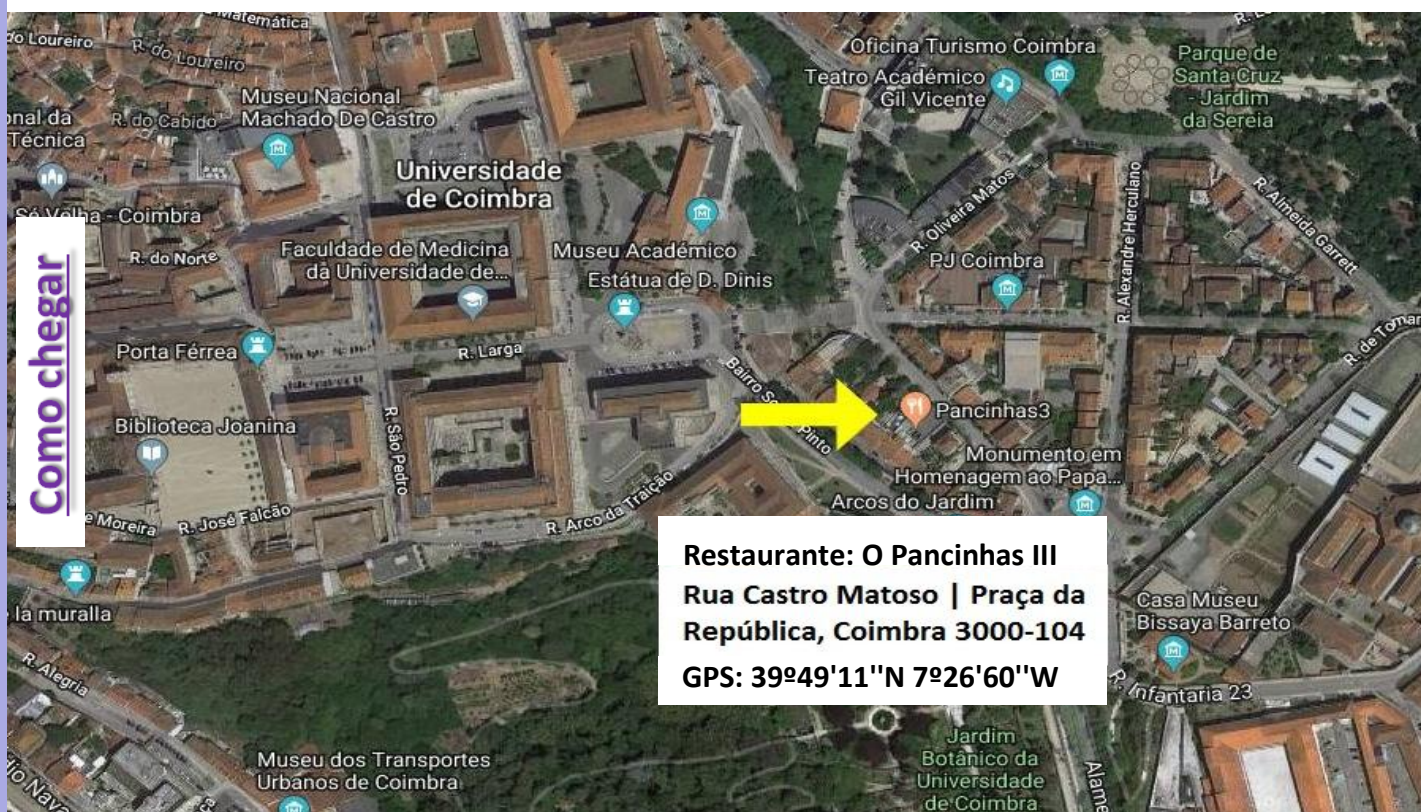 Matemática
do Loureiro
R. do Loureiro
Museu Nacional
Machado De Castro
onal da
Técnica
R. do Cabido
Universidade
de Coimbra
Sé Velha - Coimbra
R. do Norte
Faculdade de Medicina
da Universidade de...
Museu Académico
Estátua de D. Dinis
Oficina Turismo Coimbra
Teatro Académico
Gil Vicente
Parque de
Santa Cruz
- Jardim
da Sereia
R. Oliveira Matos
R. Alexandre Herculano
R. Almeida Garrett
PJ Coimbra
R. de Tomar
Como chegar
Porta Férrea
R. Larga
Biblioteca Joanina
R. São Pedro
Bairro
Pinto
Pancinhas3
Monumento em
Homenagem ao Papa...
Arcos do Jardim
e Moreira
R. José Falcão
R. Arco da Traição
Restaurante: O Pancinhas III
Rua Castro Matoso | Praça da
República, Coimbra 3000-104
GPS: 39º49'11''N 7º26'60''W
la muralla
Casa Museu
Bissaya Barreto
R. Infantaria 23
R. Alegria
Museu dos Transportes
Urbanos de Coimbra
Jardim
Botânico da
Universidade
de Coimbra
Alame